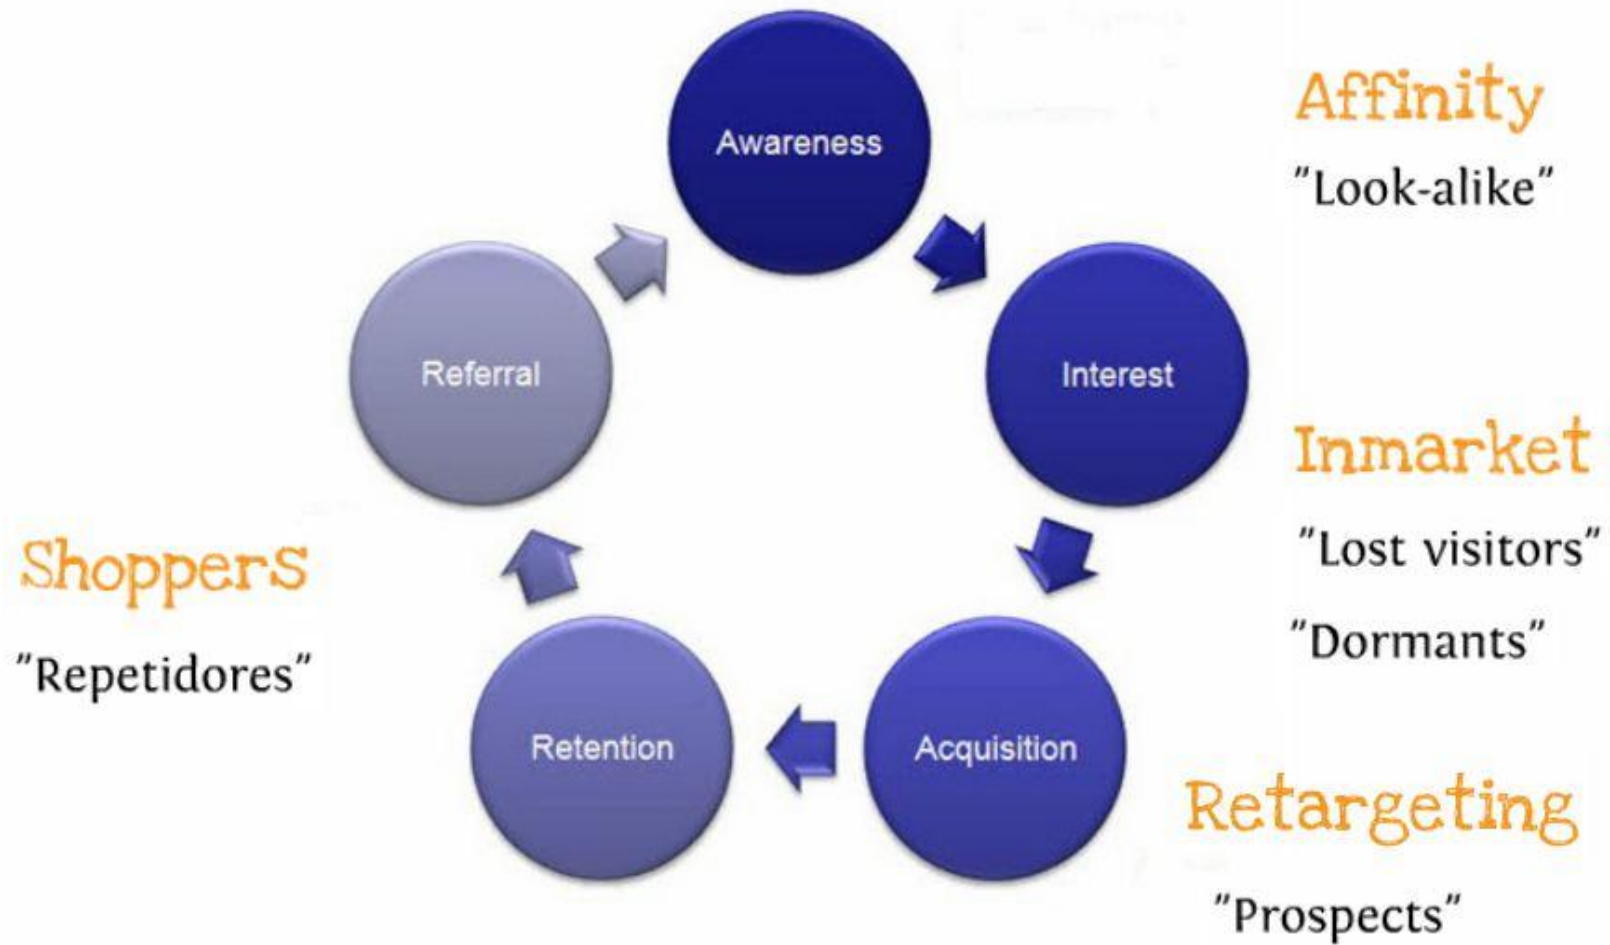 Awareness
Affinity
"Look-alike"
Referral
Interest
Inmarket
"Lost visitors"
"Dormants"
Shoppers
"Repetidores"
Retention
Acquisition
Retargeting
"Prospects"